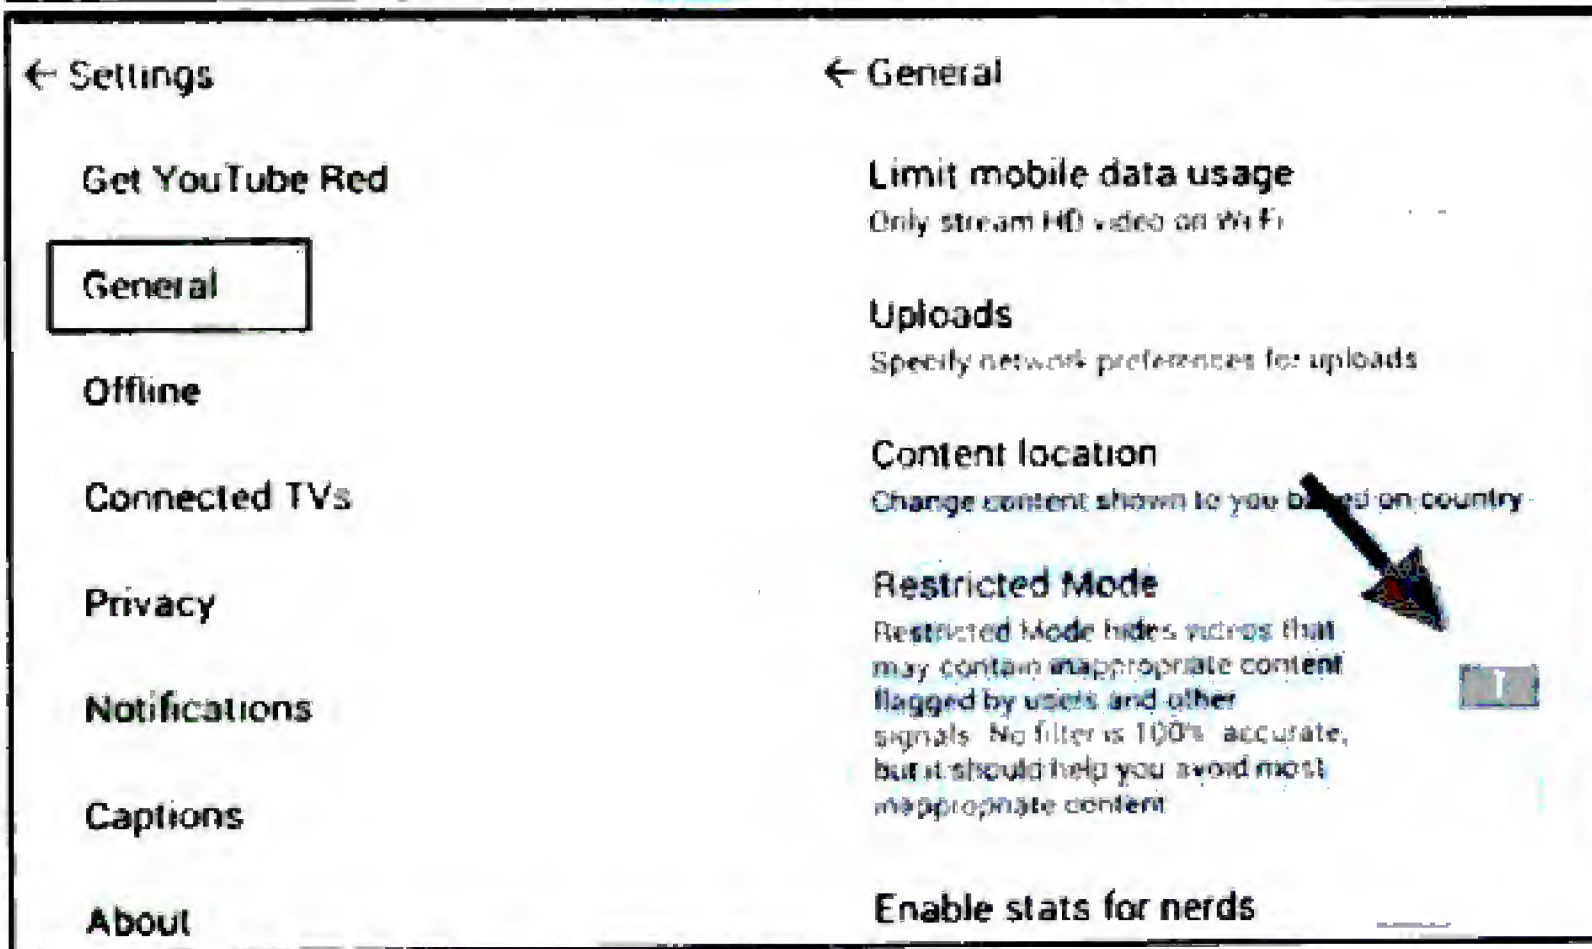 ← Settings
Get YouTube Red
General
Offline
Connected TVs
Privacy
Notifications
Captions
About
← General
Limit mobile data usage
Only stream HD video on Wi-Fi
Uploads
Specify network preferences for uploads
Content location
Change content shown to you based on country
Restricted Mode
Restricted Mode hides videos that
may contain inappropriate content
flagged by users and other
signals. No filter is 100% accurate,
but it should help you avoid most
inappropriate content
Enable stats for nerds